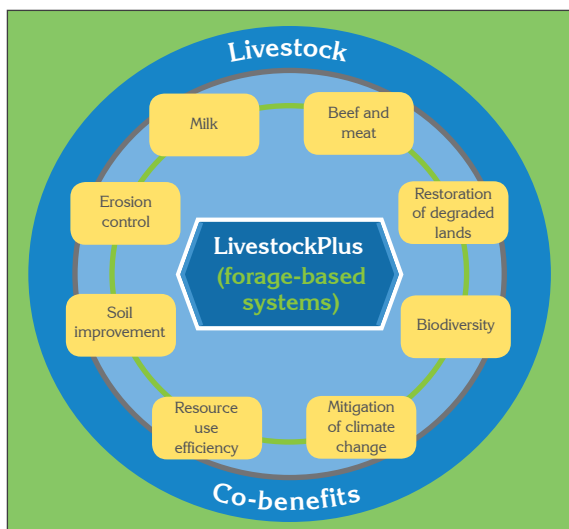 Livestock
Milk
Beef and
meat
Erosion
control
Restoration
of degraded
lands
LivestockPlus
(forage-based
systems)
Soil
improvement
Biodiversity
Resource
use
efficiency
Mitigation
of climate
change
Co-benefits